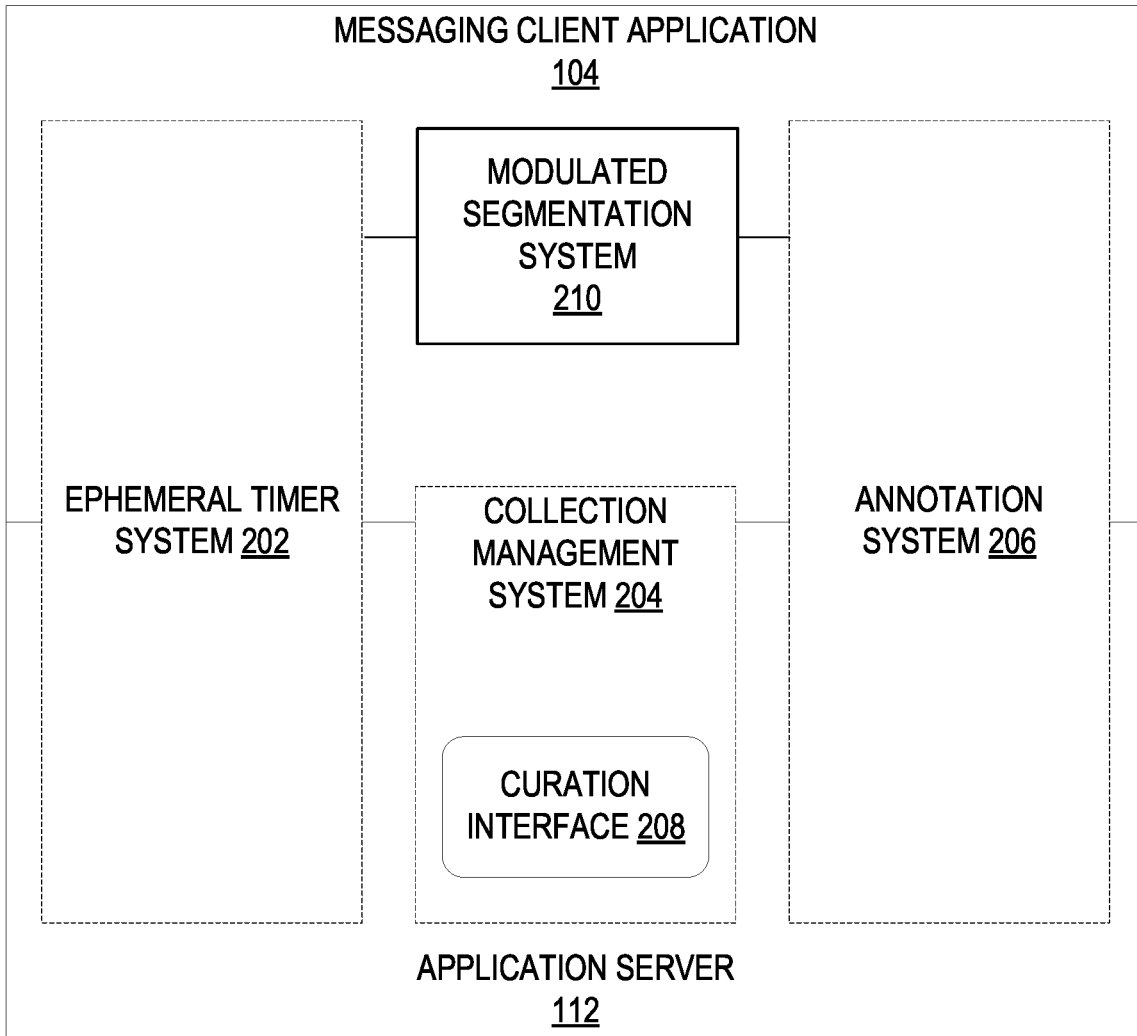 MESSAGING CLIENT APPLICATION
104
MODULATED
SEGMENTATION
SYSTEM
210
EPHEMERAL TIMER
SYSTEM 202
COLLECTION
MANAGEMENT
SYSTEM 204
ANNOTATION
SYSTEM 206
CURATION
INTERFACE 208
APPLICATION SERVER
112